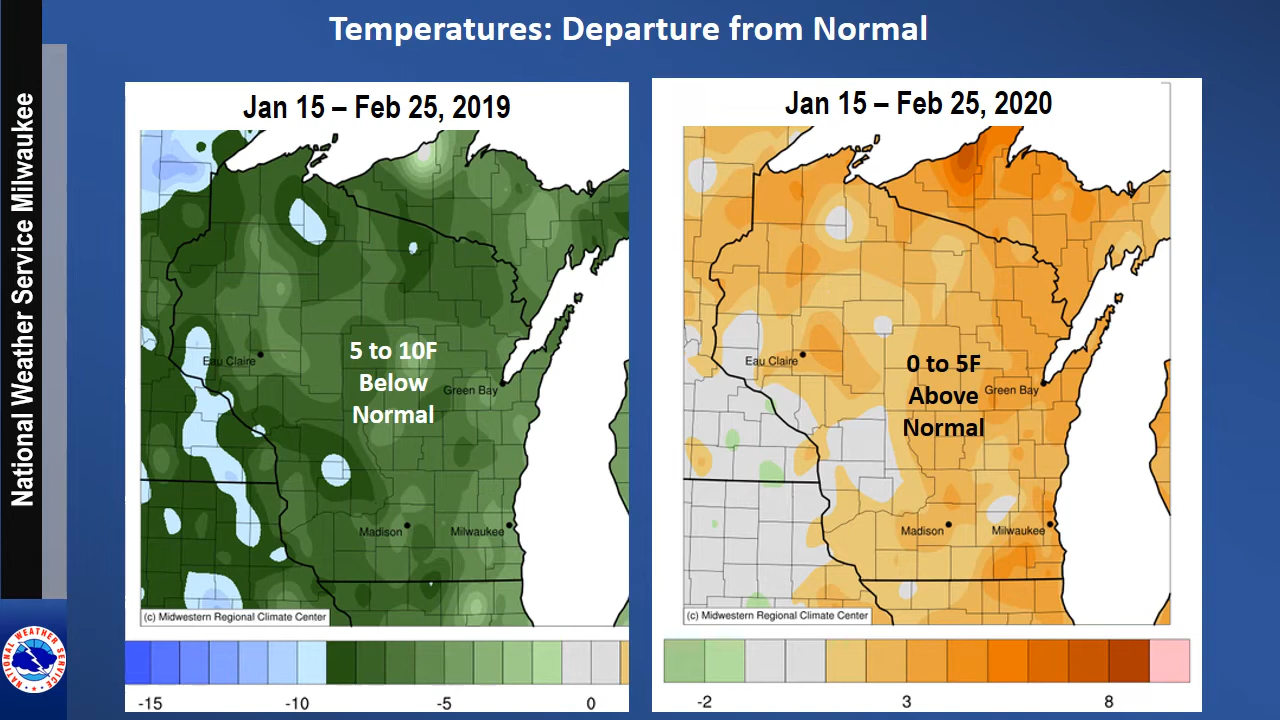 Temperatures: Departure from Normal
National Weather Service Milwaukee
Jan 15 – Feb 25, 2019
Eau Claire
5 to 10F
Below
Normal
Green Bay
Madison
Milwaukee
(c) Midwestern Regional Climate Center
-15 -10 -5 0
Jan 15 – Feb 25, 2020
Eau Claire
0 to 5F
Above
Normal
Green Bay
Madison
Milwaukee
(c) Midwestern Regional Climate Center
-2 3 8
NATIONAL WEATHER SERVICE